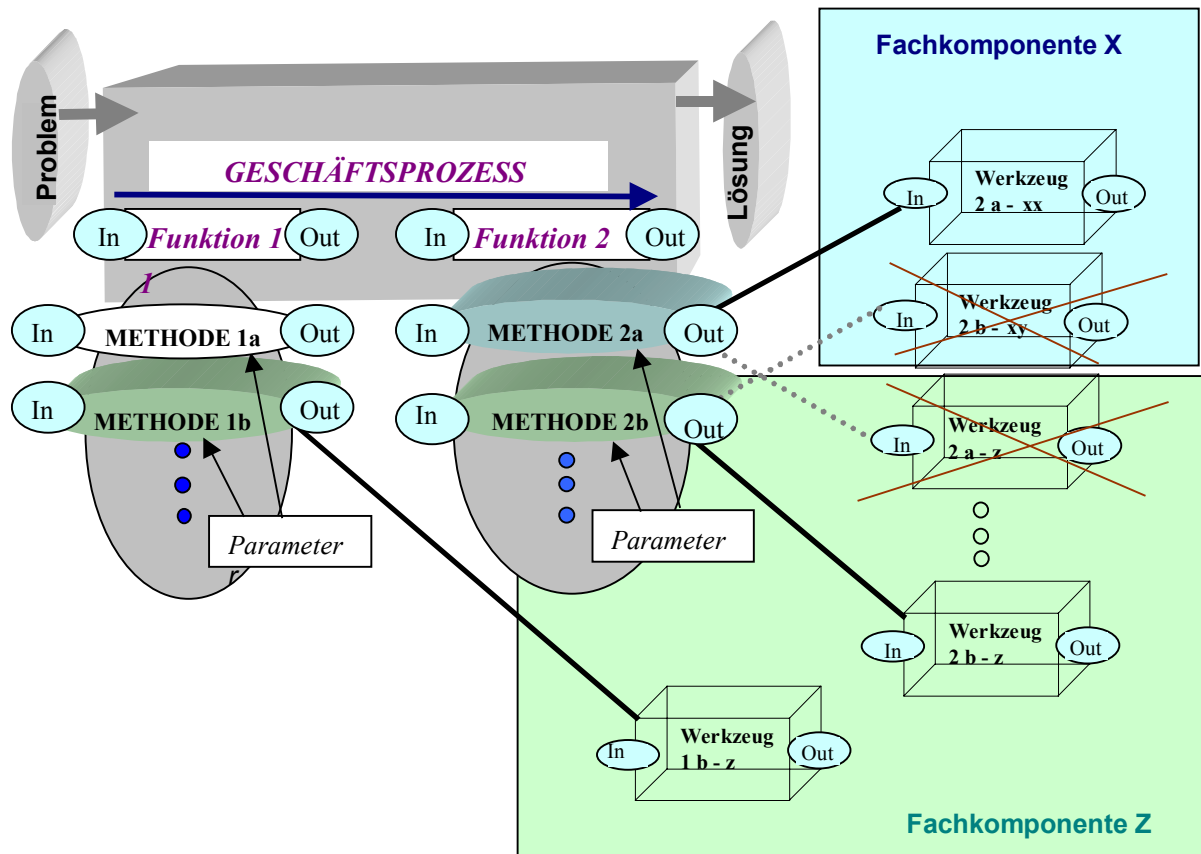 Fachkomponente X
Problem
Lösung
GESCHÄFTSPROZESS
In
Funktion 1
Out
In
Funktion 2
Out
1
In
METHODE 1a
Out
In
METHODE 2a
Out
In
METHODE 1b
Out
In
METHODE 2b
Out
Parameter
r
Parameter
In
Werkzeug
2 a - xx
Out
In
Werkzeug
2 b - xy
Out
In
Werkzeug
2 a - z
Out
In
Werkzeug
2 b - z
Out
In
Werkzeug
1 b - z
Out
Fachkomponente Z